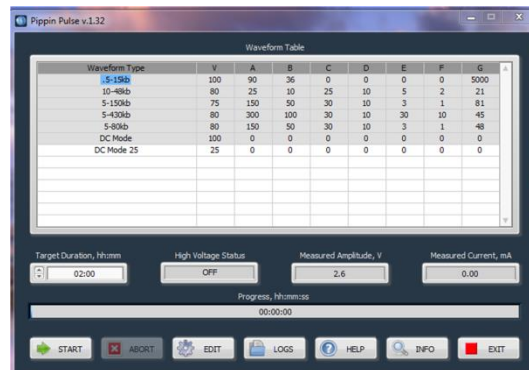 Pippin Pulse v.1.32
Waveform Table
Waveform Type V A B C D E F G
.5-15kb 100 90 36 0 0 0 0 5000
10-48kb 80 25 10 25 10 5 2 21
5-150kb 75 150 50 30 10 3 1 81
5-430kb 80 300 100 30 10 30 10 45
5-80kb 80 150 50 30 10 3 1 48
DC Mode 100 0 0 0 0 0 0 0
DC Mode 25 25 0 0 0 0 0 0 0
Target Duration, hh:mm High Voltage Status Measured Amplitude, V Measured Current, mA
02:00 OFF 2.6 0.00
Progress, hh:mm:ss
00:00:00
START ABORT EDIT LOGS HELP INFO EXIT